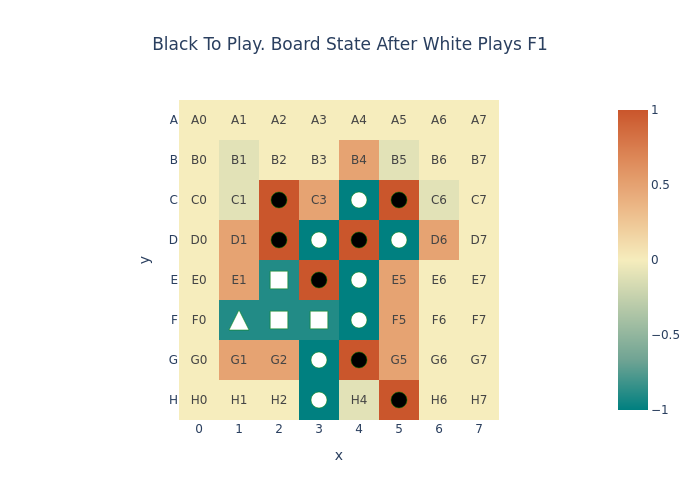 Black To Play. Board State After White Plays F1
A A0 A1 A2 A3 A4 A5 A6 A7
B B0 B1 B2 B3 B4 B5 B6 B7
C C0 C1 C3 C6 C7
D D0 D1 D6 D7
E E0 E1 E5 E6 E7
F F0 F5 F6 F7
G G0 G1 G2 G5 G6 G7
H H0 H1 H2 H4 H6 H7
0 1 2 3 4 5 6 7
x
y
1
0.5
0
−0.5
−1